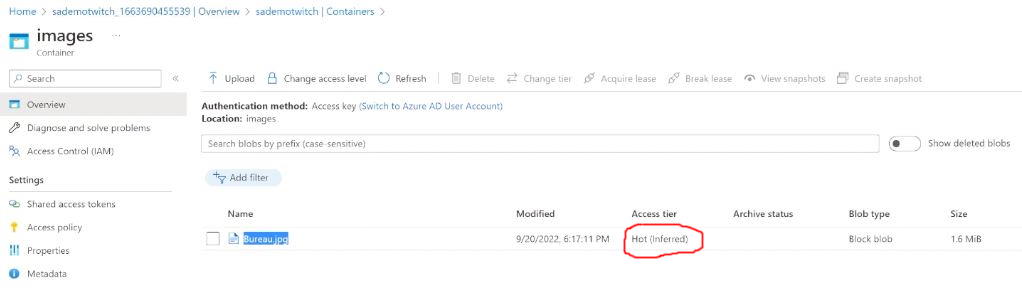 Home > sademotwitch_1663690455539 | Overview > sademotwitch | Containers >
images ...
Container
Search «
Upload Change access level Refresh Delete Change tier Acquire lease Break lease View snapshots Create snapshot
Overview
Authentication method: Access key (Switch to Azure AD User Account)
Location: images
Diagnose and solve problems
Access Control (IAM)
Search blobs by prefix (case-sensitive) Show deleted blobs
Settings
Add filter
Shared access tokens
Access policy
Properties
Metadata
Name Modified Access tier Archive status Blob type Size
Bureau.jpg 9/20/2022, 6:17:11 PM Hot (Inferred) Block blob 1.6 MiB